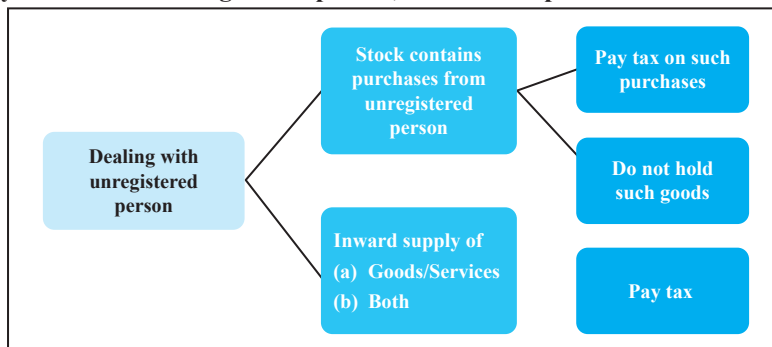 Dealing with
unregistered
person
Stock contains
purchases from
unregistered
person
Pay tax on such
purchases
Do not hold
such goods
Inward supply of
(a) Goods/Services
(b) Both
Pay tax